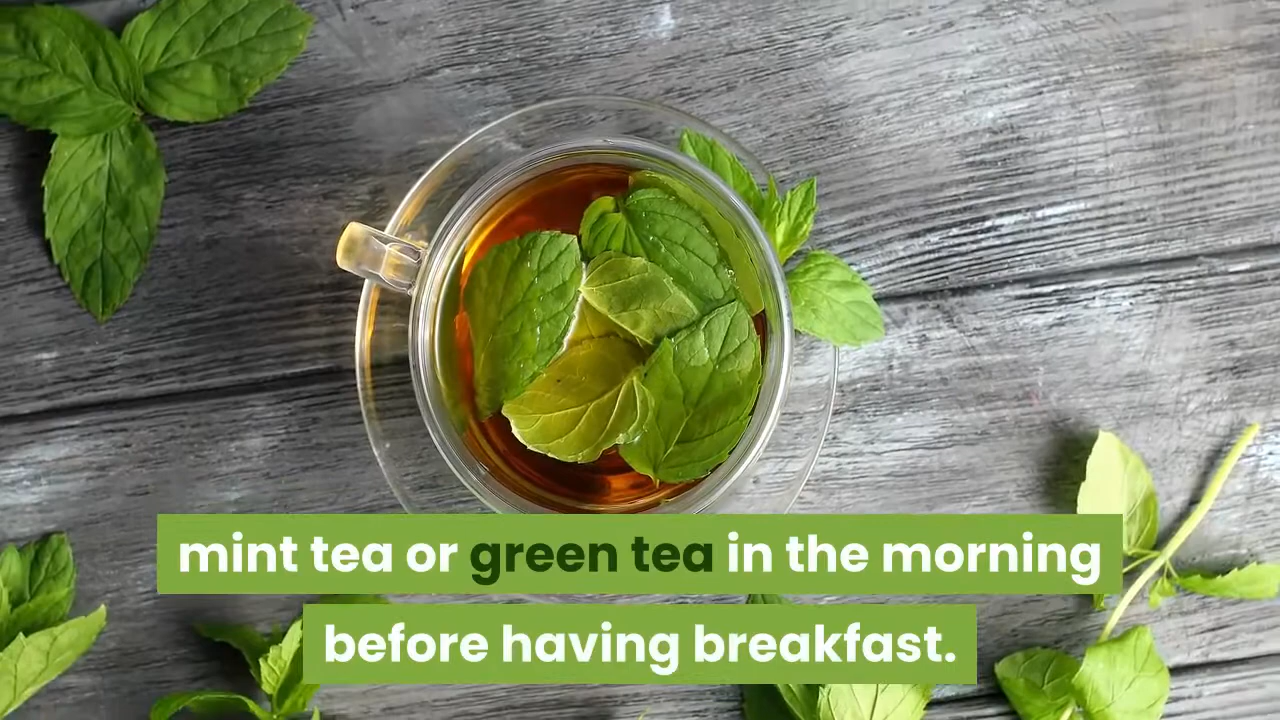 mint tea or green tea in the morning
before having breakfast.